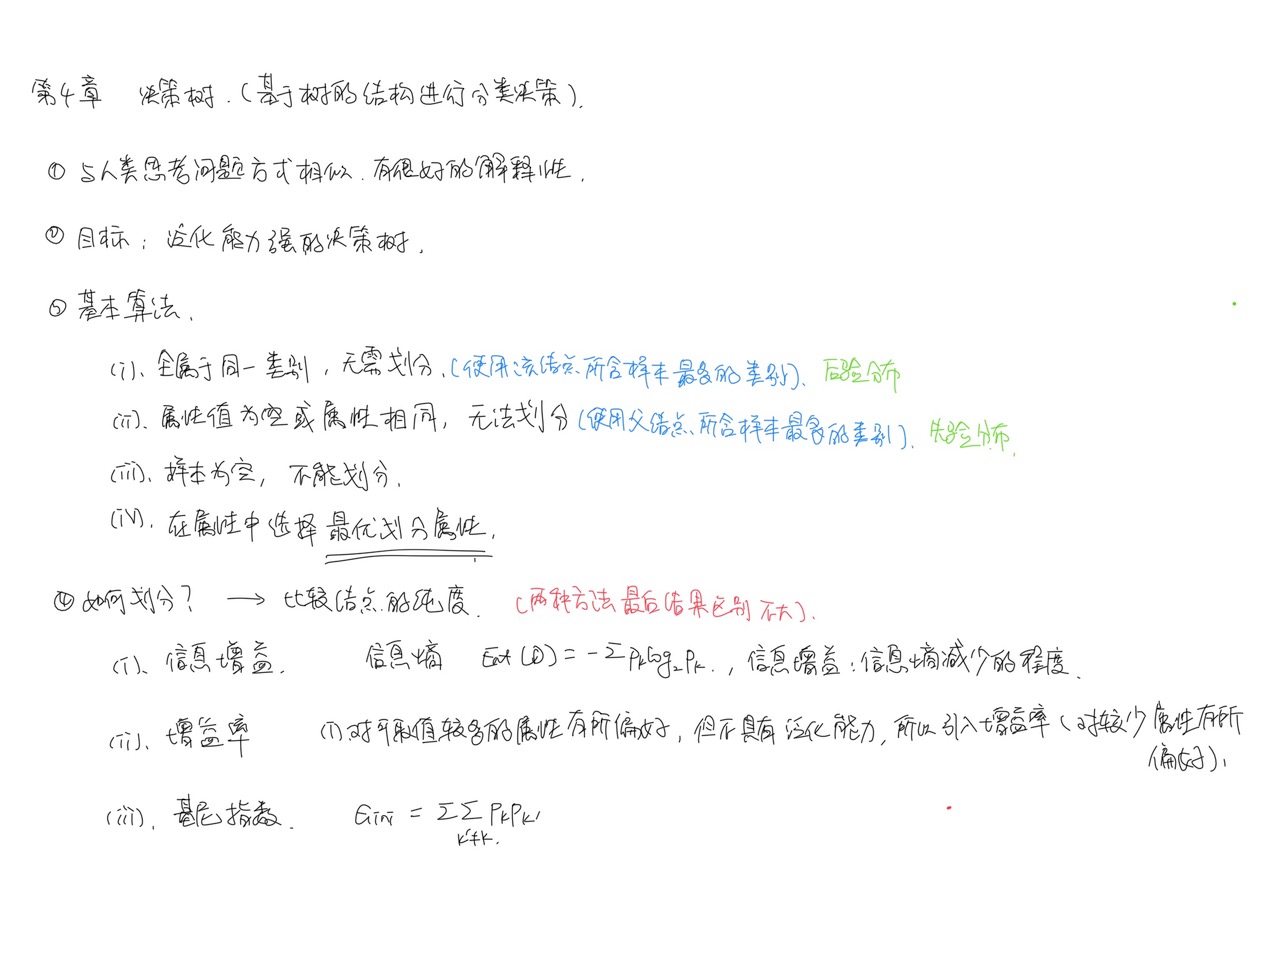 第4章 决策树.(基于树的结构进行分类决策).
① 与人类思考问题方式相似.有很好的解释性.
② 目标: 泛化能力强的决策树.
③ 基本算法.
(i). 全属于同一类别,无需划分.(使用该结点所含样本最多的类别). 后验分布
(ii). 属性值为空或属性相同,无法划分(使用父结点所含样本最多的类别). 先验分布.
(iii). 样本为空,不能划分.
(iv). 在属性中选择最优划分属性.
④ 如何划分? → 比较结点的纯度. (两种方法最后结果区别不大).
(i). 信息增益. 信息熵 Ent(D)=-Σpₖlog₂pₖ., 信息增益:信息熵减少的程度.
(ii). 增益率 (1)对可取值较多的属性有所偏好,但不具有泛化能力,所以引入增益率(对较少属性有所
偏好).
(iii). 基尼指数. Gini = ΣΣ pₖpₖ′
k′≠k.